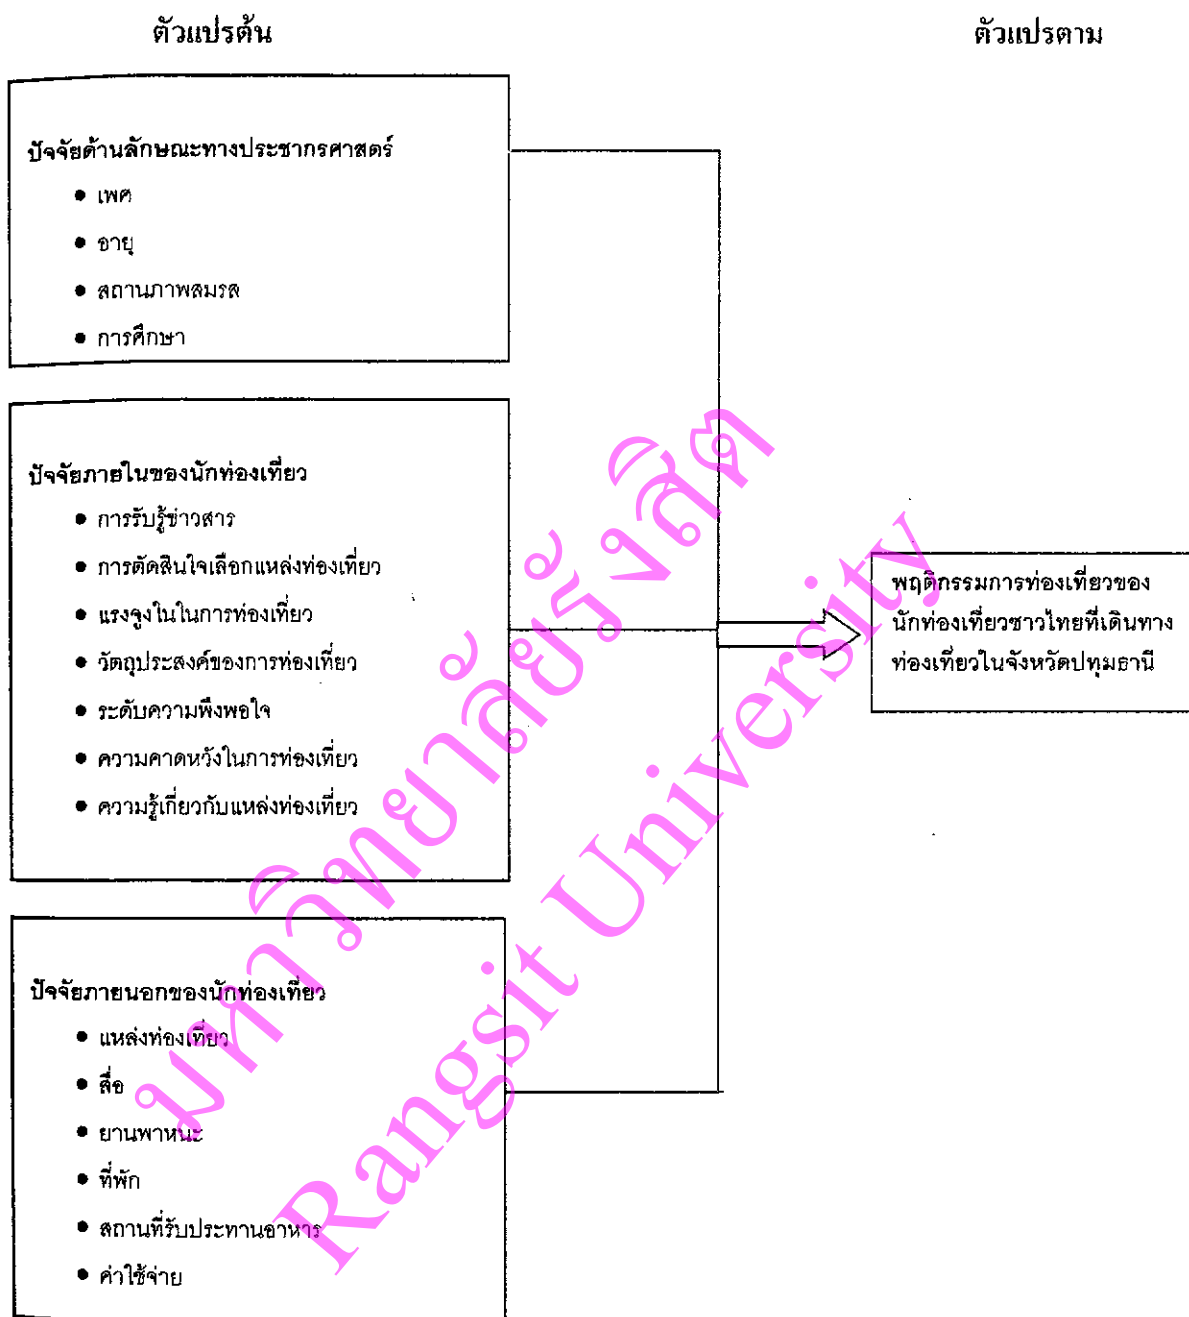 ตัวแปรต้น
ตัวแปรตาม
ปัจจัยด้านลักษณะทางประชากรศาสตร์
● เพศ
● อายุ
● สถานภาพสมรส
● การศึกษา
ปัจจัยภายในของนักท่องเที่ยว
● การรับรู้ข่าวสาร
● การตัดสินใจเลือกแหล่งท่องเที่ยว
● แรงจูงในในการท่องเที่ยว
● วัตถุประสงค์ของการท่องเที่ยว
● ระดับความพึงพอใจ
● ความคาดหวังในการท่องเที่ยว
● ความรู้เกี่ยวกับแหล่งท่องเที่ยว
พฤติกรรมการท่องเที่ยวของ
นักท่องเที่ยวชาวไทยที่เดินทาง
ท่องเที่ยวในจังหวัดปทุมธานี
ปัจจัยภายนอกของนักท่องเที่ยว
● แหล่งท่องเที่ยว
● สื่อ
● ยานพาหนะ
● ที่พัก
● สถานที่รับประทานอาหาร
● ค่าใช้จ่าย
มหาวิทยาลัยรังสิต
Rangsit University